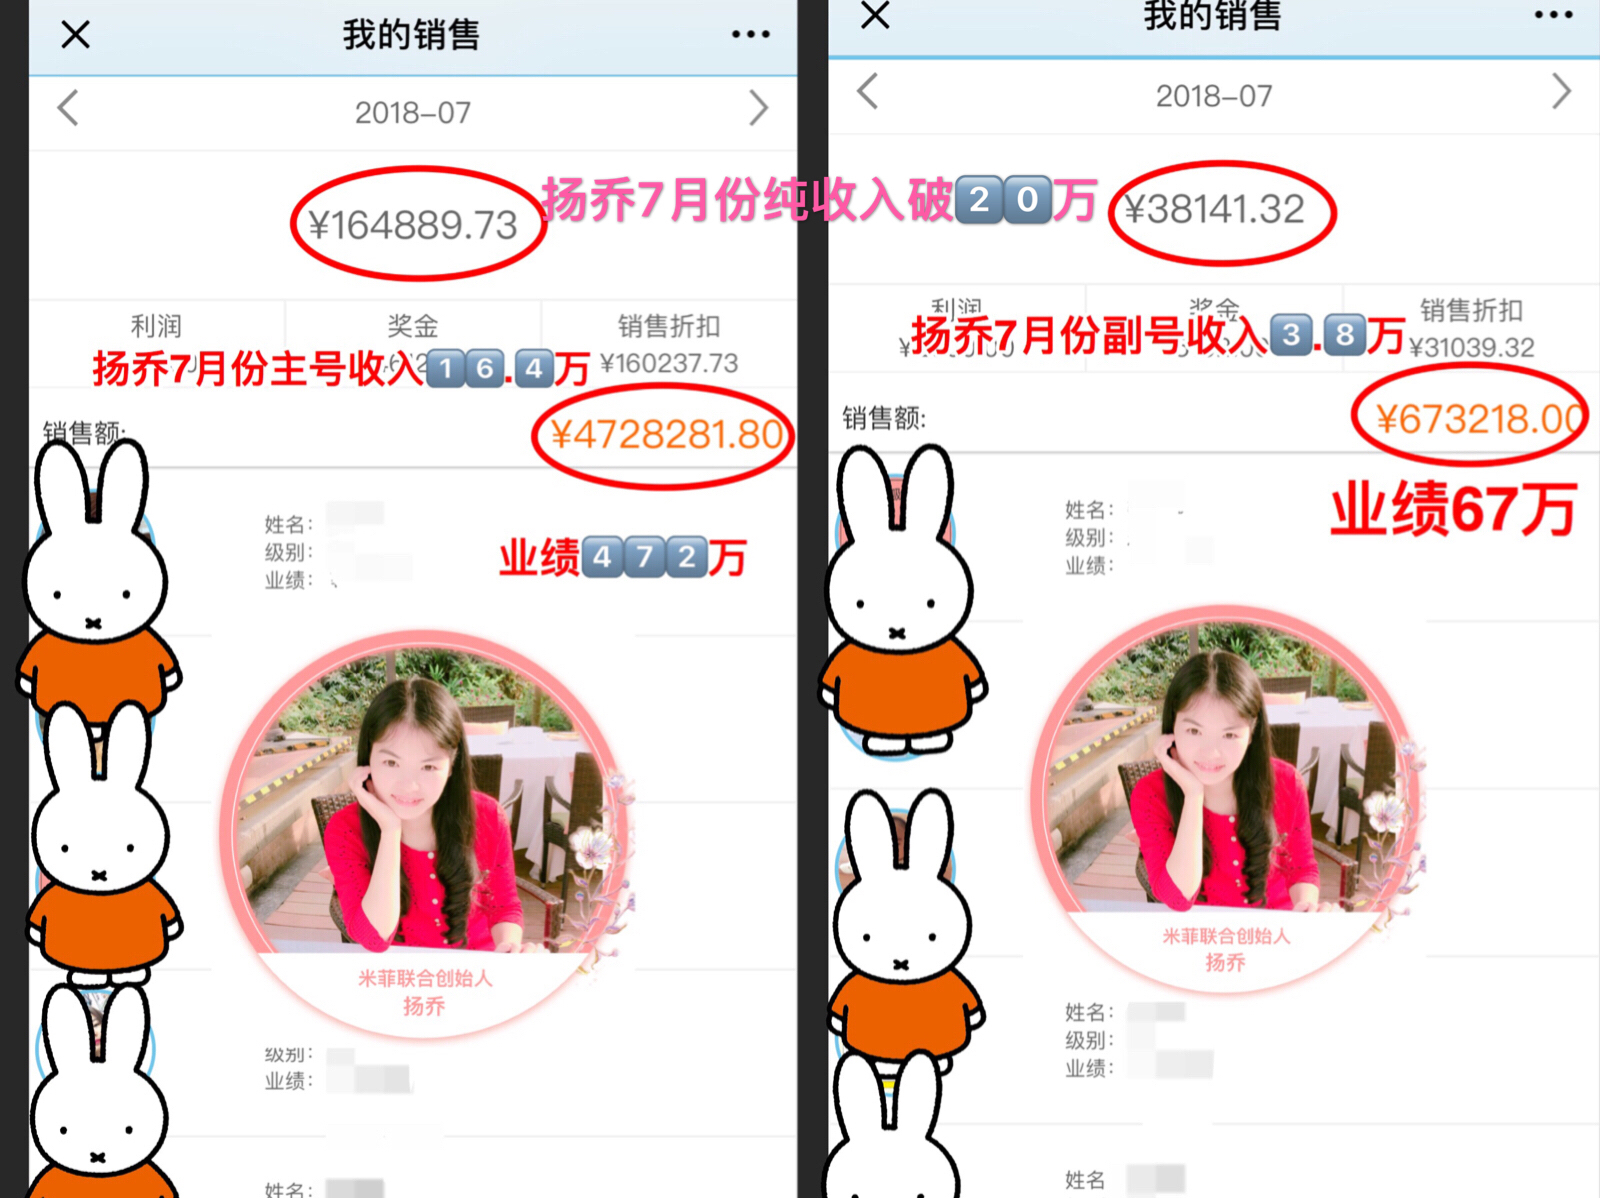 我的销售
2018-07
¥164889.73
扬乔7月份纯收入破20万
利润
奖金
销售折扣
¥160237.73
扬乔7月份主号收入16.4万
销售额:
¥4728281.80
姓名:
级别:
业绩:
业绩472万
米菲联合创始人
扬乔
级别:
业绩:
姓名:
我的销售
2018-07
¥38141.32
利润
奖金
销售折扣
¥31039.32
扬乔7月份副号收入3.8万
销售额:
¥673218.00
业绩67万
姓名:
级别:
业绩:
米菲联合创始人
扬乔
姓名:
级别:
业绩:
姓名